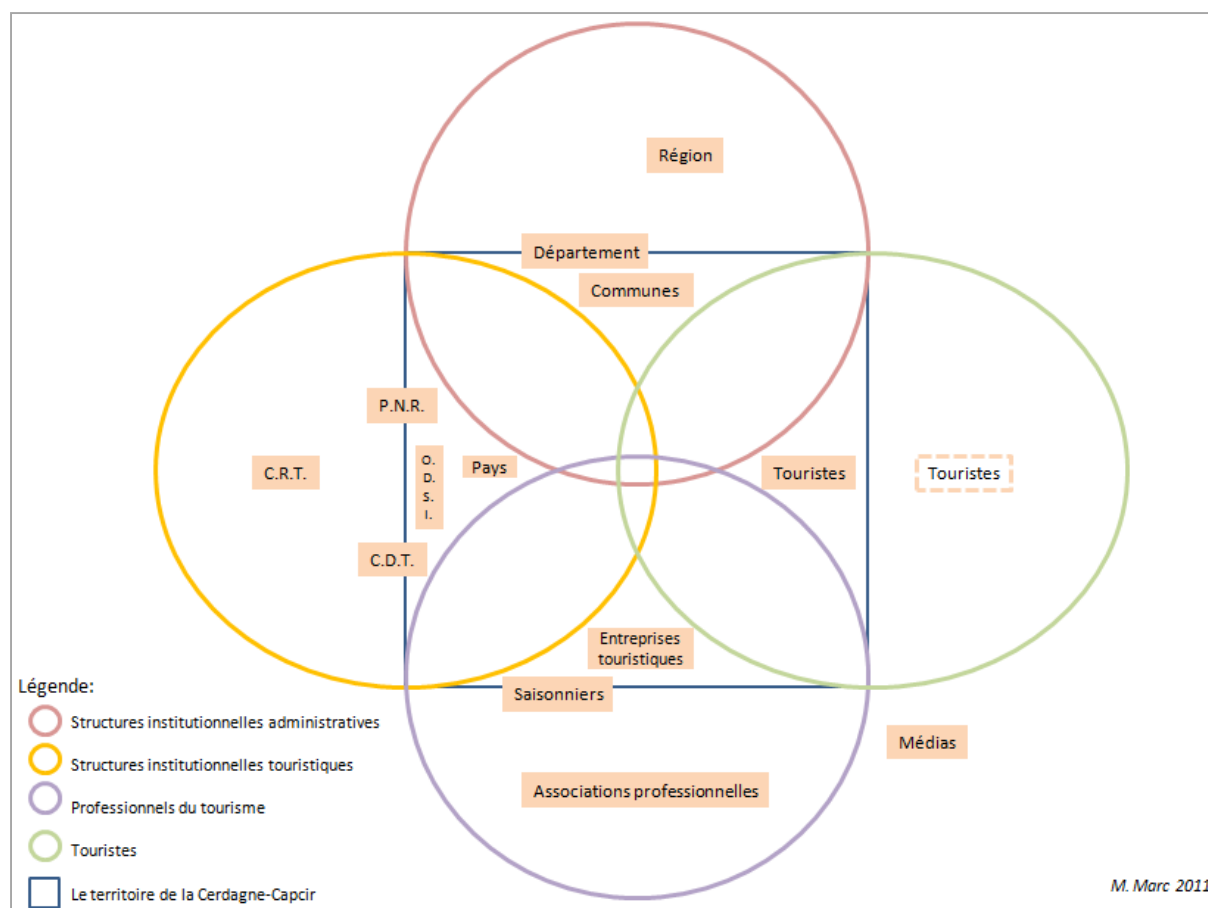 Région
Département
Communes
P.N.R.
O.
D.
S.
I.
Pays
C.R.T.
Touristes
Touristes
C.D.T.
Entreprises
touristiques
Saisonniers
Médias
Associations professionnelles
Légende:
Structures institutionnelles administratives
Structures institutionnelles touristiques
Professionnels du tourisme
Touristes
Le territoire de la Cerdagne-Capcir
M. Marc 2011